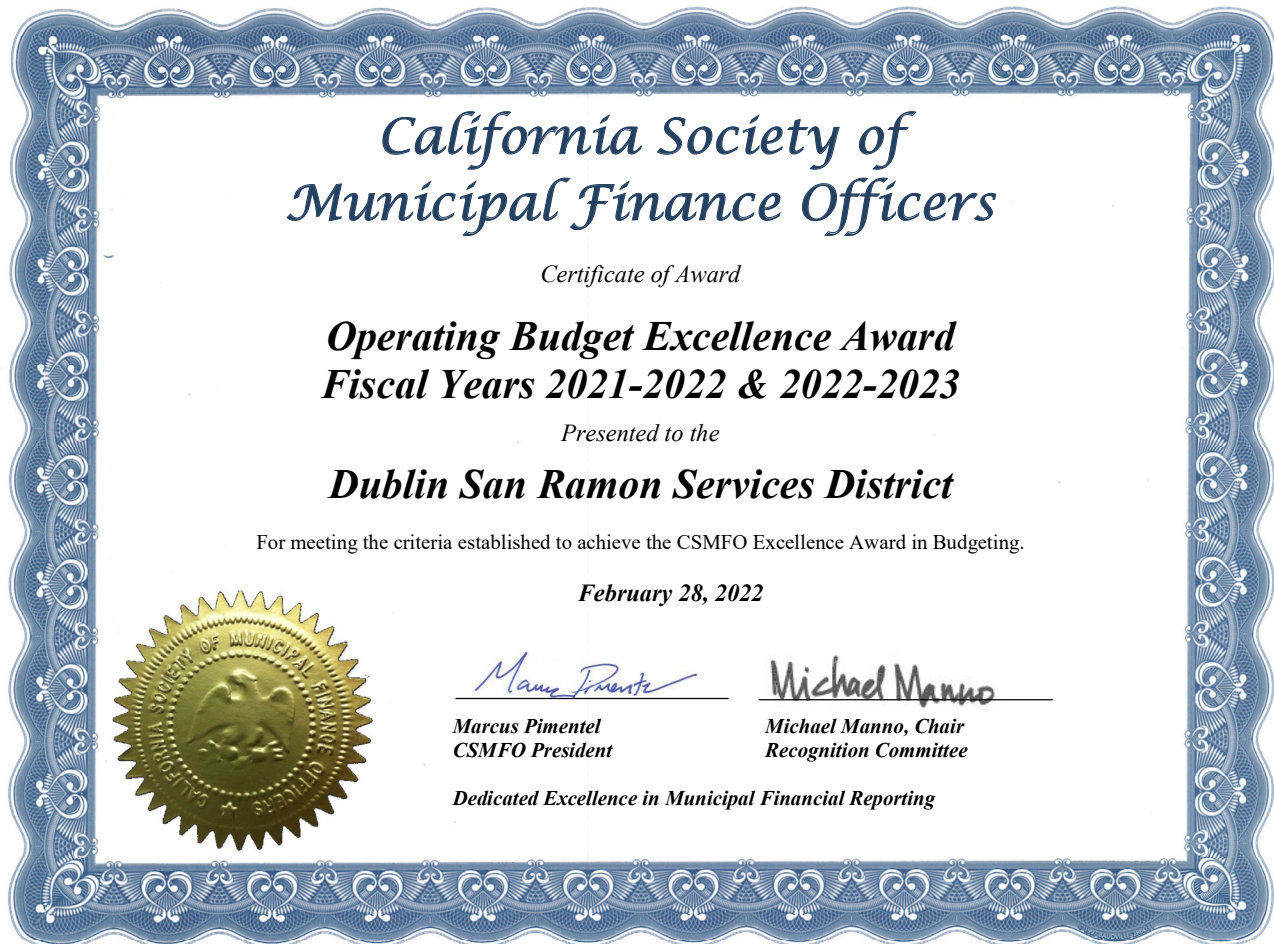 California Society of
Municipal Finance Officers
Certificate of Award
Operating Budget Excellence Award
Fiscal Years 2021-2022 & 2022-2023
Presented to the
Dublin San Ramon Services District
For meeting the criteria established to achieve the CSMFO Excellence Award in Budgeting.
February 28, 2022
CALIFORNIA SOCIETY OF MUNICIPAL FINANCE OFFICERS
Michael Manno
Marcus Pimentel
Michael Manno, Chair
CSMFO President
Recognition Committee
Dedicated Excellence in Municipal Financial Reporting